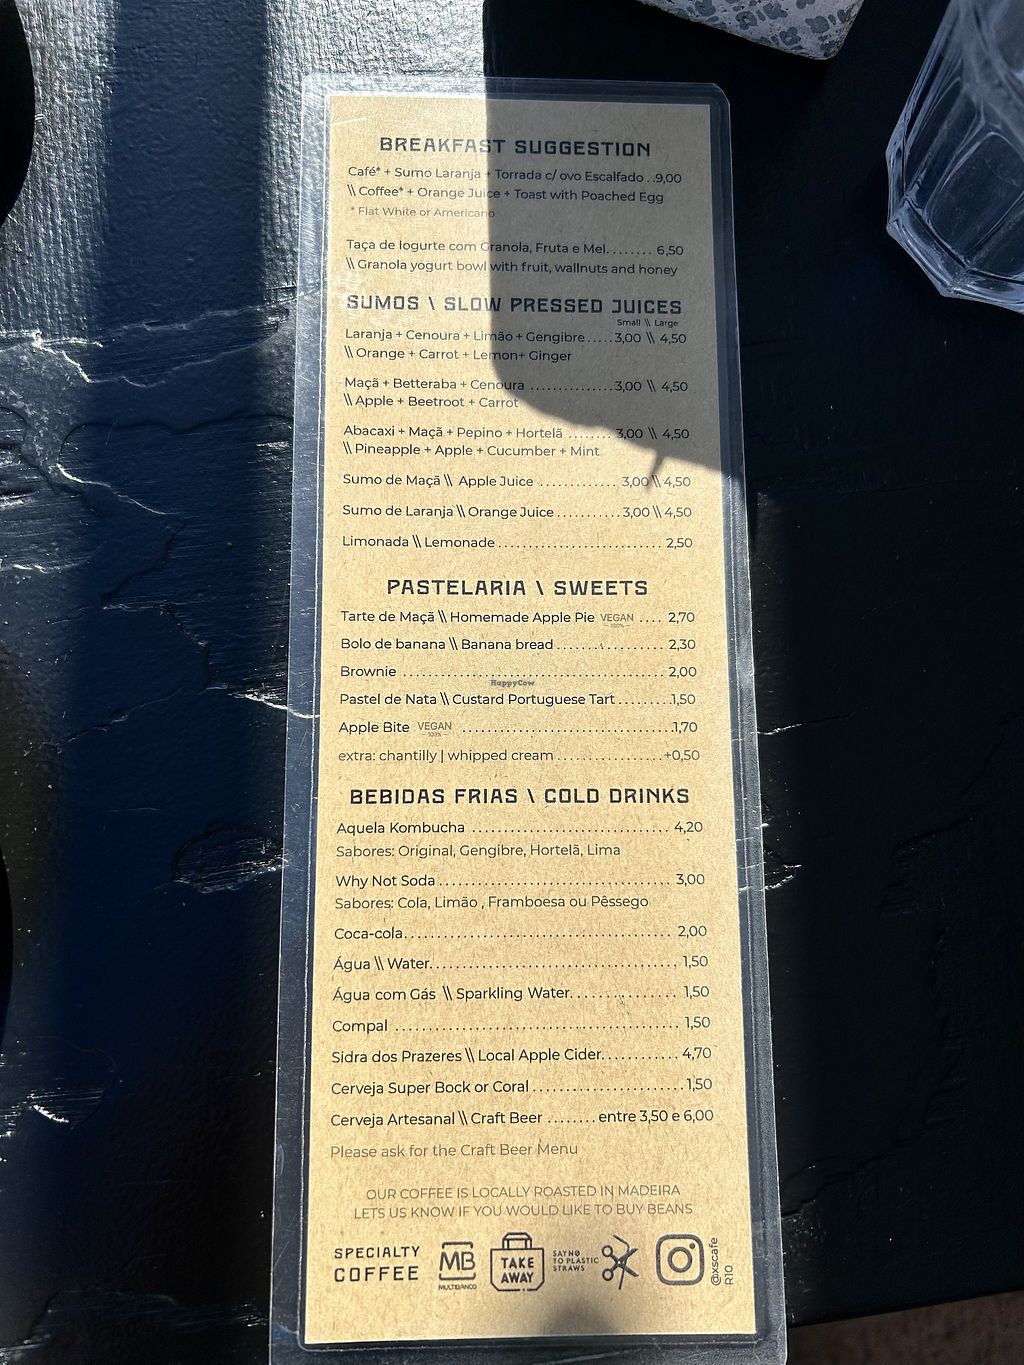 BREAKFAST SUGGESTION
Café* + Sumo Laranja + Torrada c/ ovo Escalfado . .9,00
\\ Coffee* + Orange Juice + Toast with Poached Egg
* Flat White or Americano
Taça de Iogurte com Granola, Fruta e Mel........ 6,50
\\ Granola yogurt bowl with fruit, wallnuts and honey
SUMOS \ SLOW PRESSED JUICES
Small \\ Large
Laranja + Cenoura + Limão + Gengibre.....3,00 \\ 4,50
\\ Orange + Carrot + Lemon+ Ginger
Maçã + Betteraba + Cenoura .............3,00 \\ 4,50
\\ Apple + Beetroot + Carrot
Abacaxi + Maçã + Pepino + Hortelã ....... 3,00 \\ 4,50
\\ Pineapple + Apple + Cucumber + Mint
Sumo de Maçã \\ Apple Juice ............. 3,00 \\ 4,50
Sumo de Laranja \\ Orange Juice ...........3,00 \\ 4,50
Limonada \\ Lemonade........................ 2,50
PASTELARIA \ SWEETS
Tarte de Maçã \\ Homemade Apple Pie VEGAN .... 2,70
100%
Bolo de banana \\ Banana bread................ 2,30
Brownie ..................................... 2,00
HappyCow
Pastel de Nata \\ Custard Portuguese Tart.........1,50
Apple Bite VEGAN .............................1,70
100%
extra: chantilly | whipped cream................+0,50
BEBIDAS FRIAS \ COLD DRINKS
Aquela Kombucha ............................. 4,20
Sabores: Original, Gengibre, Hortelã, Lima
Why Not Soda.................................. 3,00
Sabores: Cola, Limão , Framboesa ou Pêssego
Coca-cola...................................... 2,00
Água \\ Water................................... 1,50
Água com Gás \\ Sparkling Water................ 1,50
Compal ........................................ 1,50
Sidra dos Prazeres \\ Local Apple Cider............ 4,70
Cerveja Super Bock or Coral ......................1,50
Cerveja Artesanal \\ Craft Beer ........entre 3,50 e 6,00
Please ask for the Craft Beer Menu
OUR COFFEE IS LOCALLY ROASTED IN MADEIRA
LETS US KNOW IF YOU WOULD LIKE TO BUY BEANS
SPECIALTY
COFFEE
MB
MULTIBANCO
TAKE
AWAY
SAY NO
TO PLASTIC
STRAWS
@xscafe
R10